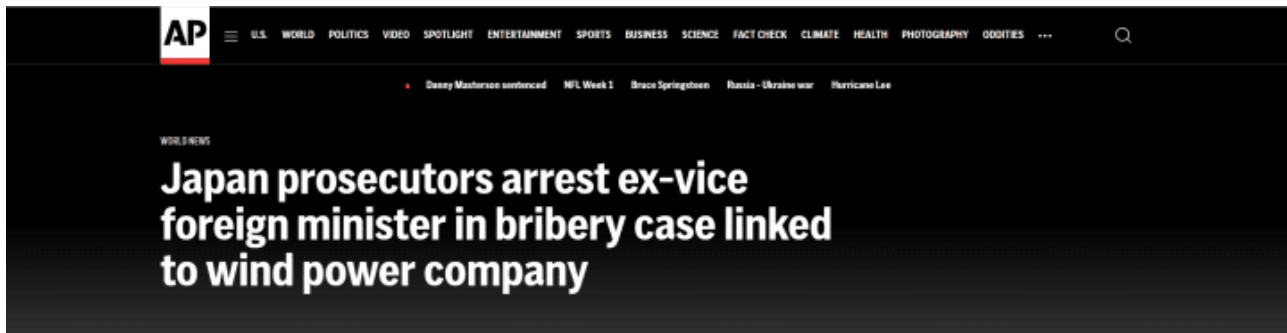 AP
U.S. WORLD POLITICS VIDEO SPOTLIGHT ENTERTAINMENT SPORTS BUSINESS SCIENCE FACT CHECK CLIMATE HEALTH PHOTOGRAPHY ODDITIES ...
Danny Masterson sentenced NFL Week 1 Bruce Springsteen Russia - Ukraine war Hurricane Lee
WORLD NEWS
Japan prosecutors arrest ex-vice
foreign minister in bribery case linked
to wind power company